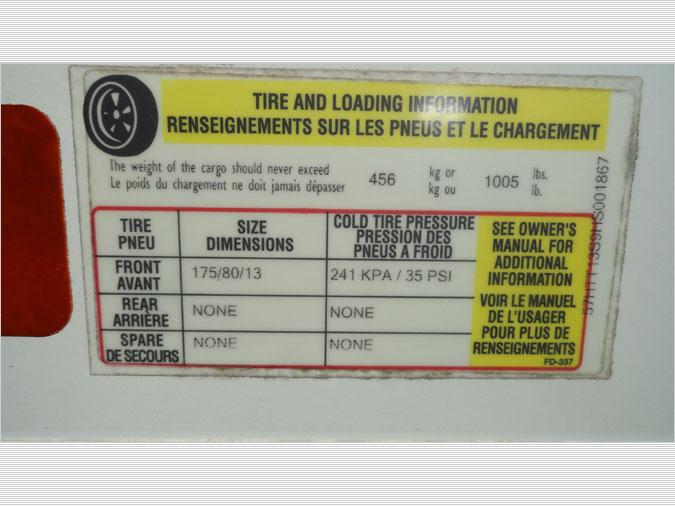 TIRE AND LOADING INFORMATION
RENSEIGNEMENTS SUR LES PNEUS ET LE CHARGEMENT
The weight of the cargo should never exceed 456 kg or 1005 lbs.
Le poids du chargement ne doit jamais dépasser kg ou lb.
TIRE
PNEU
SIZE
DIMENSIONS
COLD TIRE PRESSURE
PRESSION DES
PNEUS A FROID
FRONT
AVANT
175/80/13
241 KPA / 35 PSI
REAR
ARRIÈRE
NONE
NONE
SPARE
DE SECOURS
NONE
NONE
SEE OWNER'S
MANUAL FOR
ADDITIONAL
INFORMATION
VOIR LE MANUEL
DE L'USAGER
POUR PLUS DE
RENSEIGNEMENTS
FD-337